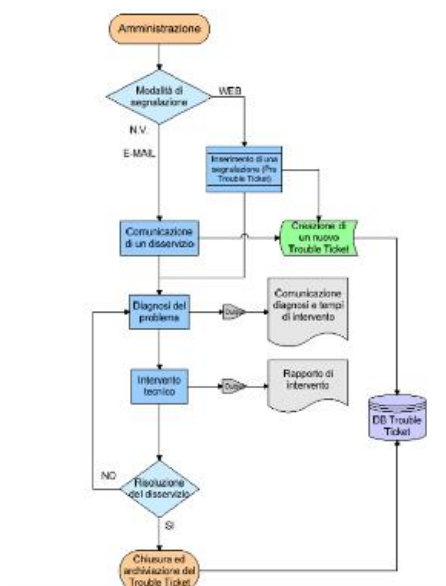 Amministrazione
Modalità di
segnalazione
WEB
N.V.
E-MAIL
Inserimento di una
segnalazione (Pre
Trouble Ticket)
Comunicazione
di un disservizio
Creazione di
un nuovo
Trouble Ticket
Diagnosi del
problema
Output
Comunicazione
diagnosi e tempi
di intervento
Intervento
tecnico
Output
Rapporto di
intervento
DB Trouble
Ticket
NO
Risoluzione
del disservizio
SI
Chiusura ed
archiviazione del
Trouble Ticket